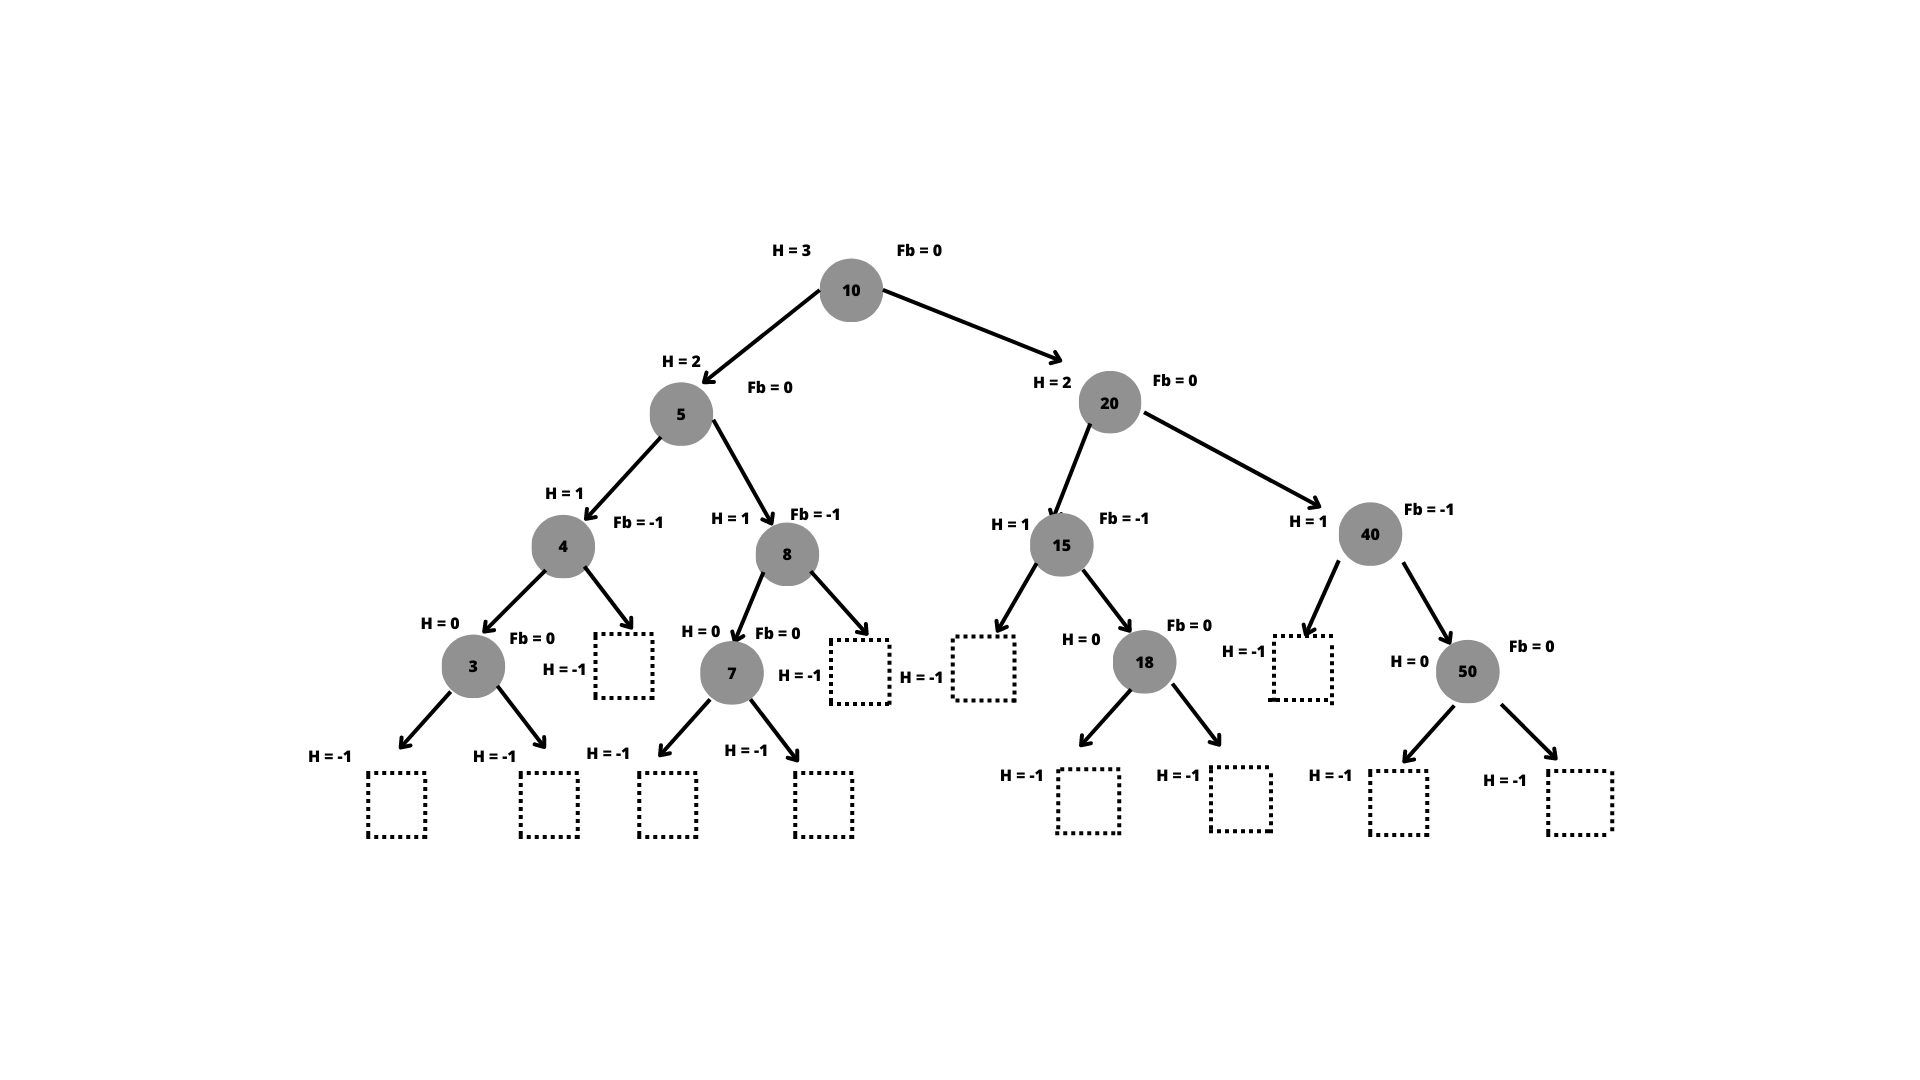 H = 3
Fb = 0
10
H = 2
Fb = 0
5
H = 2
Fb = 0
20
H = 1
Fb = -1
4
H = 1
Fb = -1
8
H = 1
Fb = -1
15
H = 1
Fb = -1
40
H = 0
Fb = 0
3
H = -1
H = 0
Fb = 0
7
H = -1
H = -1
H = 0
Fb = 0
18
H = -1
H = 0
Fb = 0
50
H = -1
H = -1
H = -1
H = -1
H = -1
H = -1
H = -1
H = -1